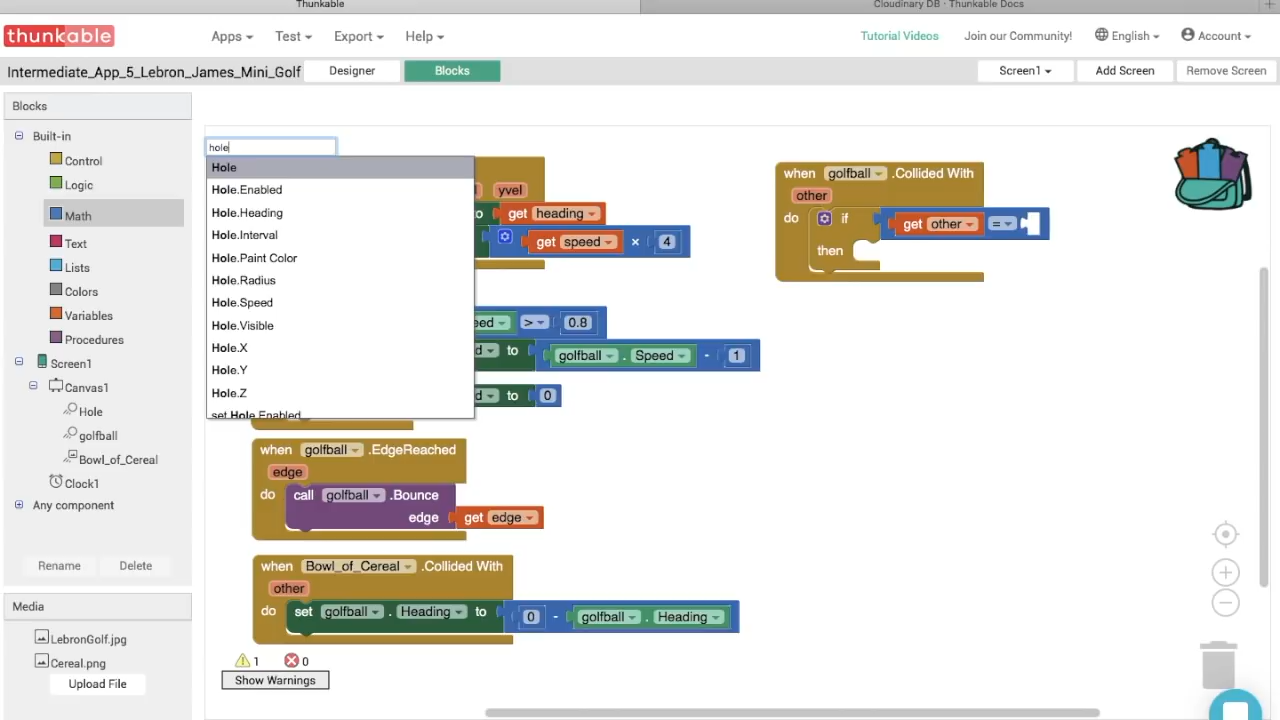 Thunkable
Cloudinary DB · Thunkable Docs
thunkable
Apps
Test
Export
Help
Tutorial Videos
Join our Community!
English
Account
Intermediate_App_5_Lebron_James_Mini_Golf
Designer
Blocks
Screen1
Add Screen
Remove Screen
Blocks
Built-in
Control
Logic
Math
Text
Lists
Colors
Variables
Procedures
Screen1
Canvas1
Hole
golfball
Bowl_of_Cereal
Clock1
Any component
Rename
Delete
Media
LebronGolf.jpg
Cereal.png
Upload File
hole
Hole
Hole.Enabled
Hole.Heading
Hole.Interval
Hole.Paint Color
Hole.Radius
Hole.Speed
Hole.Visible
Hole.X
Hole.Y
Hole.Z
set Hole.Enabled
yvel
to get heading
get speed × 4
eed > 0.8
d to golfball . Speed - 1
d to 0
when golfball .EdgeReached
edge
do call golfball .Bounce
edge get edge
when Bowl_of_Cereal .Collided With
other
do set golfball . Heading to 0 - golfball . Heading
1 0
Show Warnings
when golfball .Collided With
other
do if get other =
then